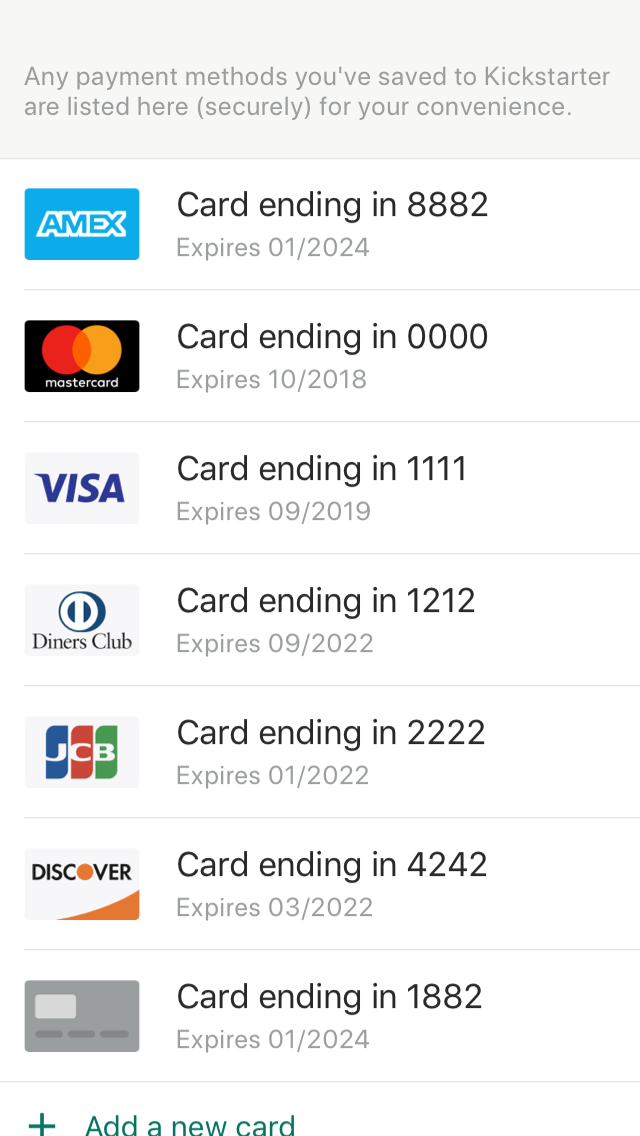 Any payment methods you've saved to Kickstarter
are listed here (securely) for your convenience.
AMEX
Card ending in 8882
Expires 01/2024
mastercard
Card ending in 0000
Expires 10/2018
VISA
Card ending in 1111
Expires 09/2019
Diners Club
Card ending in 1212
Expires 09/2022
JCB
Card ending in 2222
Expires 01/2022
DISCOVER
Card ending in 4242
Expires 03/2022
Card ending in 1882
Expires 01/2024
+ Add a new card